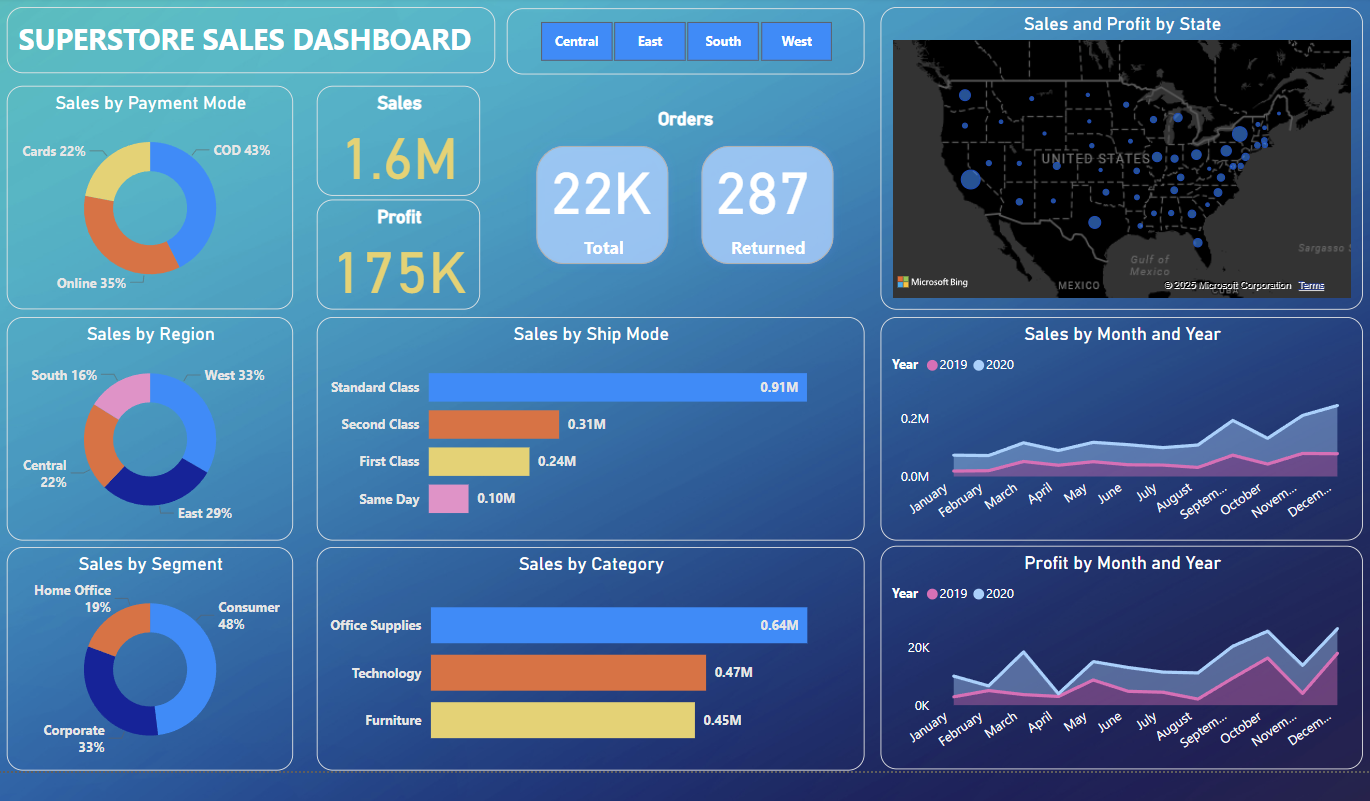 SUPERSTORE SALES DASHBOARD
Central
East
South
West
Sales by Payment Mode
Cards 22%
COD 43%
Online 35%
Sales
1.6M
Profit
175K
Orders
22K
Total
287
Returned
Sales and Profit by State
UNITED STATES
Gulf of
Mexico
Sargasso S
MEXICO
CUBA
Microsoft Bing
© 2025 Microsoft Corporation
Terms
Sales by Region
South 16%
West 33%
Central
22%
East 29%
Sales by Ship Mode
Standard Class
0.91M
Second Class
0.31M
First Class
0.24M
Same Day
0.10M
Sales by Month and Year
Year
2019
2020
0.2M
0.0M
January
February
March
April
May
June
July
August
Septem...
October
Novem...
Decem...
Sales by Segment
Home Office
19%
Consumer
48%
Corporate
33%
Sales by Category
Office Supplies
0.64M
Technology
0.47M
Furniture
0.45M
Profit by Month and Year
Year
2019
2020
20K
0K
January
February
March
April
May
June
July
August
Septem...
October
Novem...
Decem...